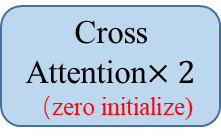 Cross
Attention× 2
（zero initialize)